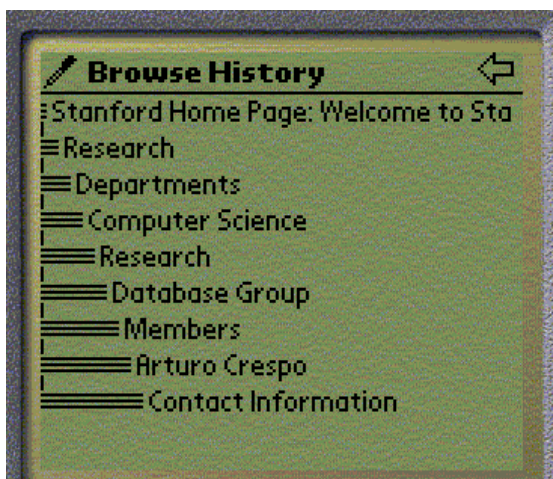 Browse History
Stanford Home Page: Welcome to Sta
Research
Departments
Computer Science
Research
Database Group
Members
Arturo Crespo
Contact Information